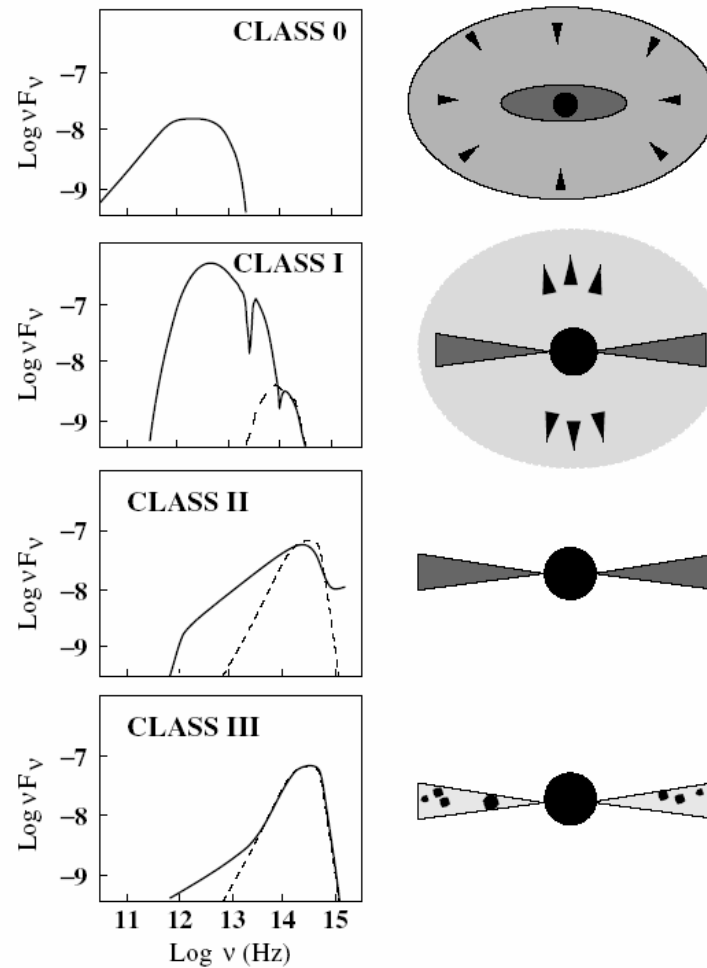 CLASS 0
Log νFν
−7
−8
−9
CLASS I
Log νFν
−7
−8
−9
CLASS II
Log νFν
−7
−8
−9
CLASS III
Log νFν
−7
−8
−9
11 12 13 14 15
Log ν (Hz)